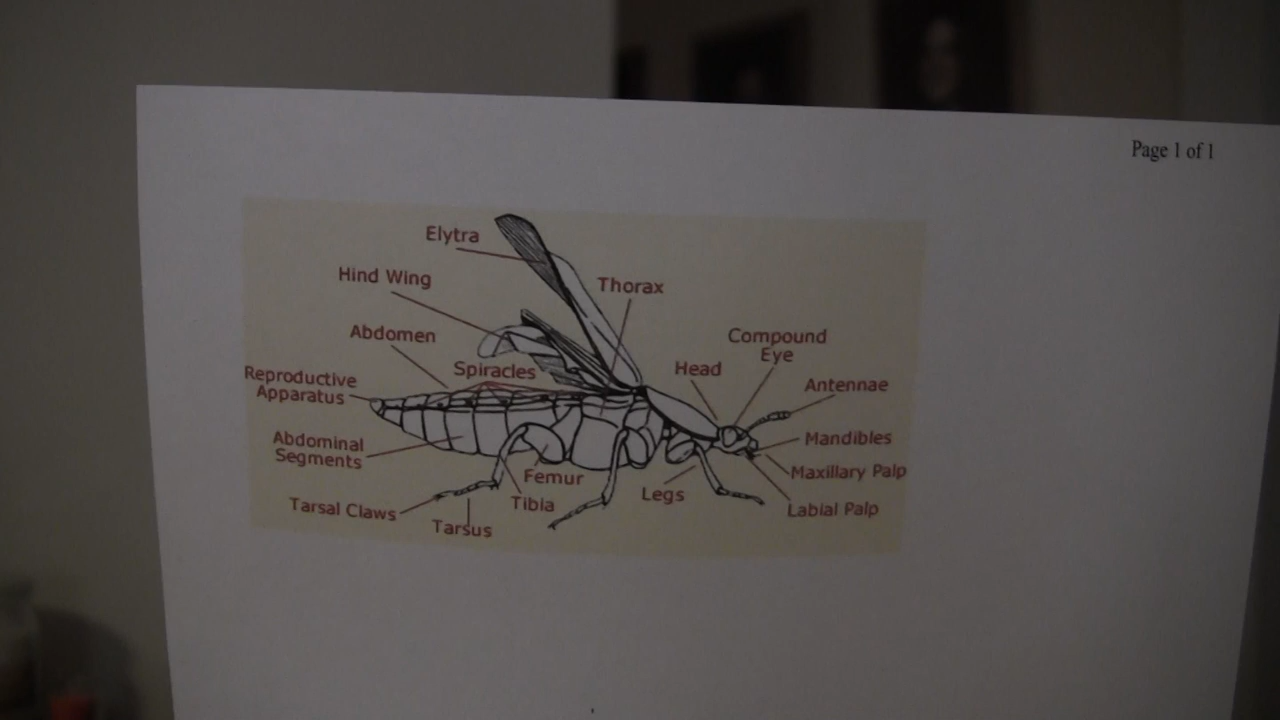 Page 1 of 1
Elytra
Hind Wing
Thorax
Abdomen
Compound
Eye
Spiracles
Head
Reproductive
Apparatus
Antennae
Abdominal
Segments
Mandibles
Femur
Maxillary Palp
Legs
Tibia
Tarsal Claws
Labial Palp
Tarsus